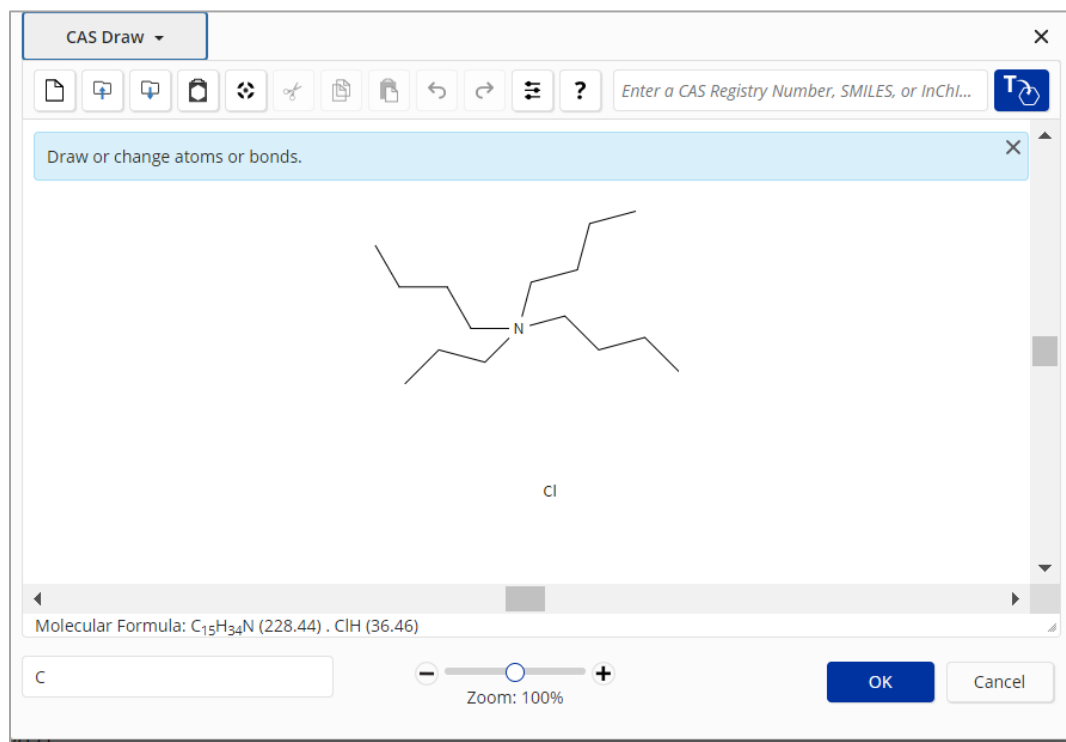 CAS Draw
?
Enter a CAS Registry Number, SMILES, or InChI...
T
Draw or change atoms or bonds.
N
Cl
Molecular Formula: C₁₅H₃₄N (228.44) . ClH (36.46)
C
Zoom: 100%
OK
Cancel